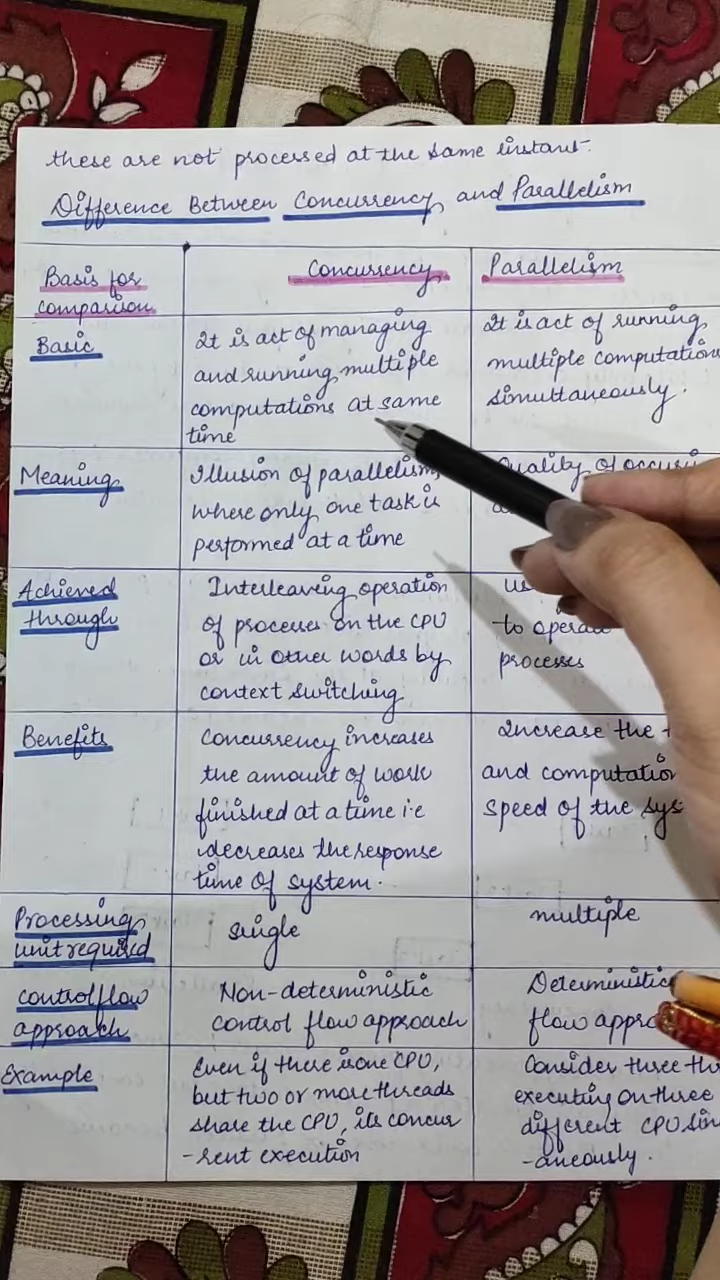 these are not processed at the same instant.
Difference Between Concurrency and Parallelism
Basis for
comparison
Concurrency
Parallelism
Basic
It is act of managing
and running multiple
computations at same
time
It is act of running
multiple computations
simultaneously.
Meaning
Illusion of parallelism,
where only one task is
performed at a time
Quality of
Achieved
through
Interleaving operation
of processes on the CPU
or in other words by
context switching
to
processes
Benefits
Concurrency increases
the amount of work
finished at a time i.e
decreases the response
time of system.
Increase the
and computation
speed of the
Processing
unit required
single
multiple
control flow
approach
Non-deterministic
control flow approach
Deterministic
flow
Example
Even if there is one CPU,
but two or more threads
share the CPU, its concur
-rent execution
Consider three
executing on three
different CPU
-aneously.